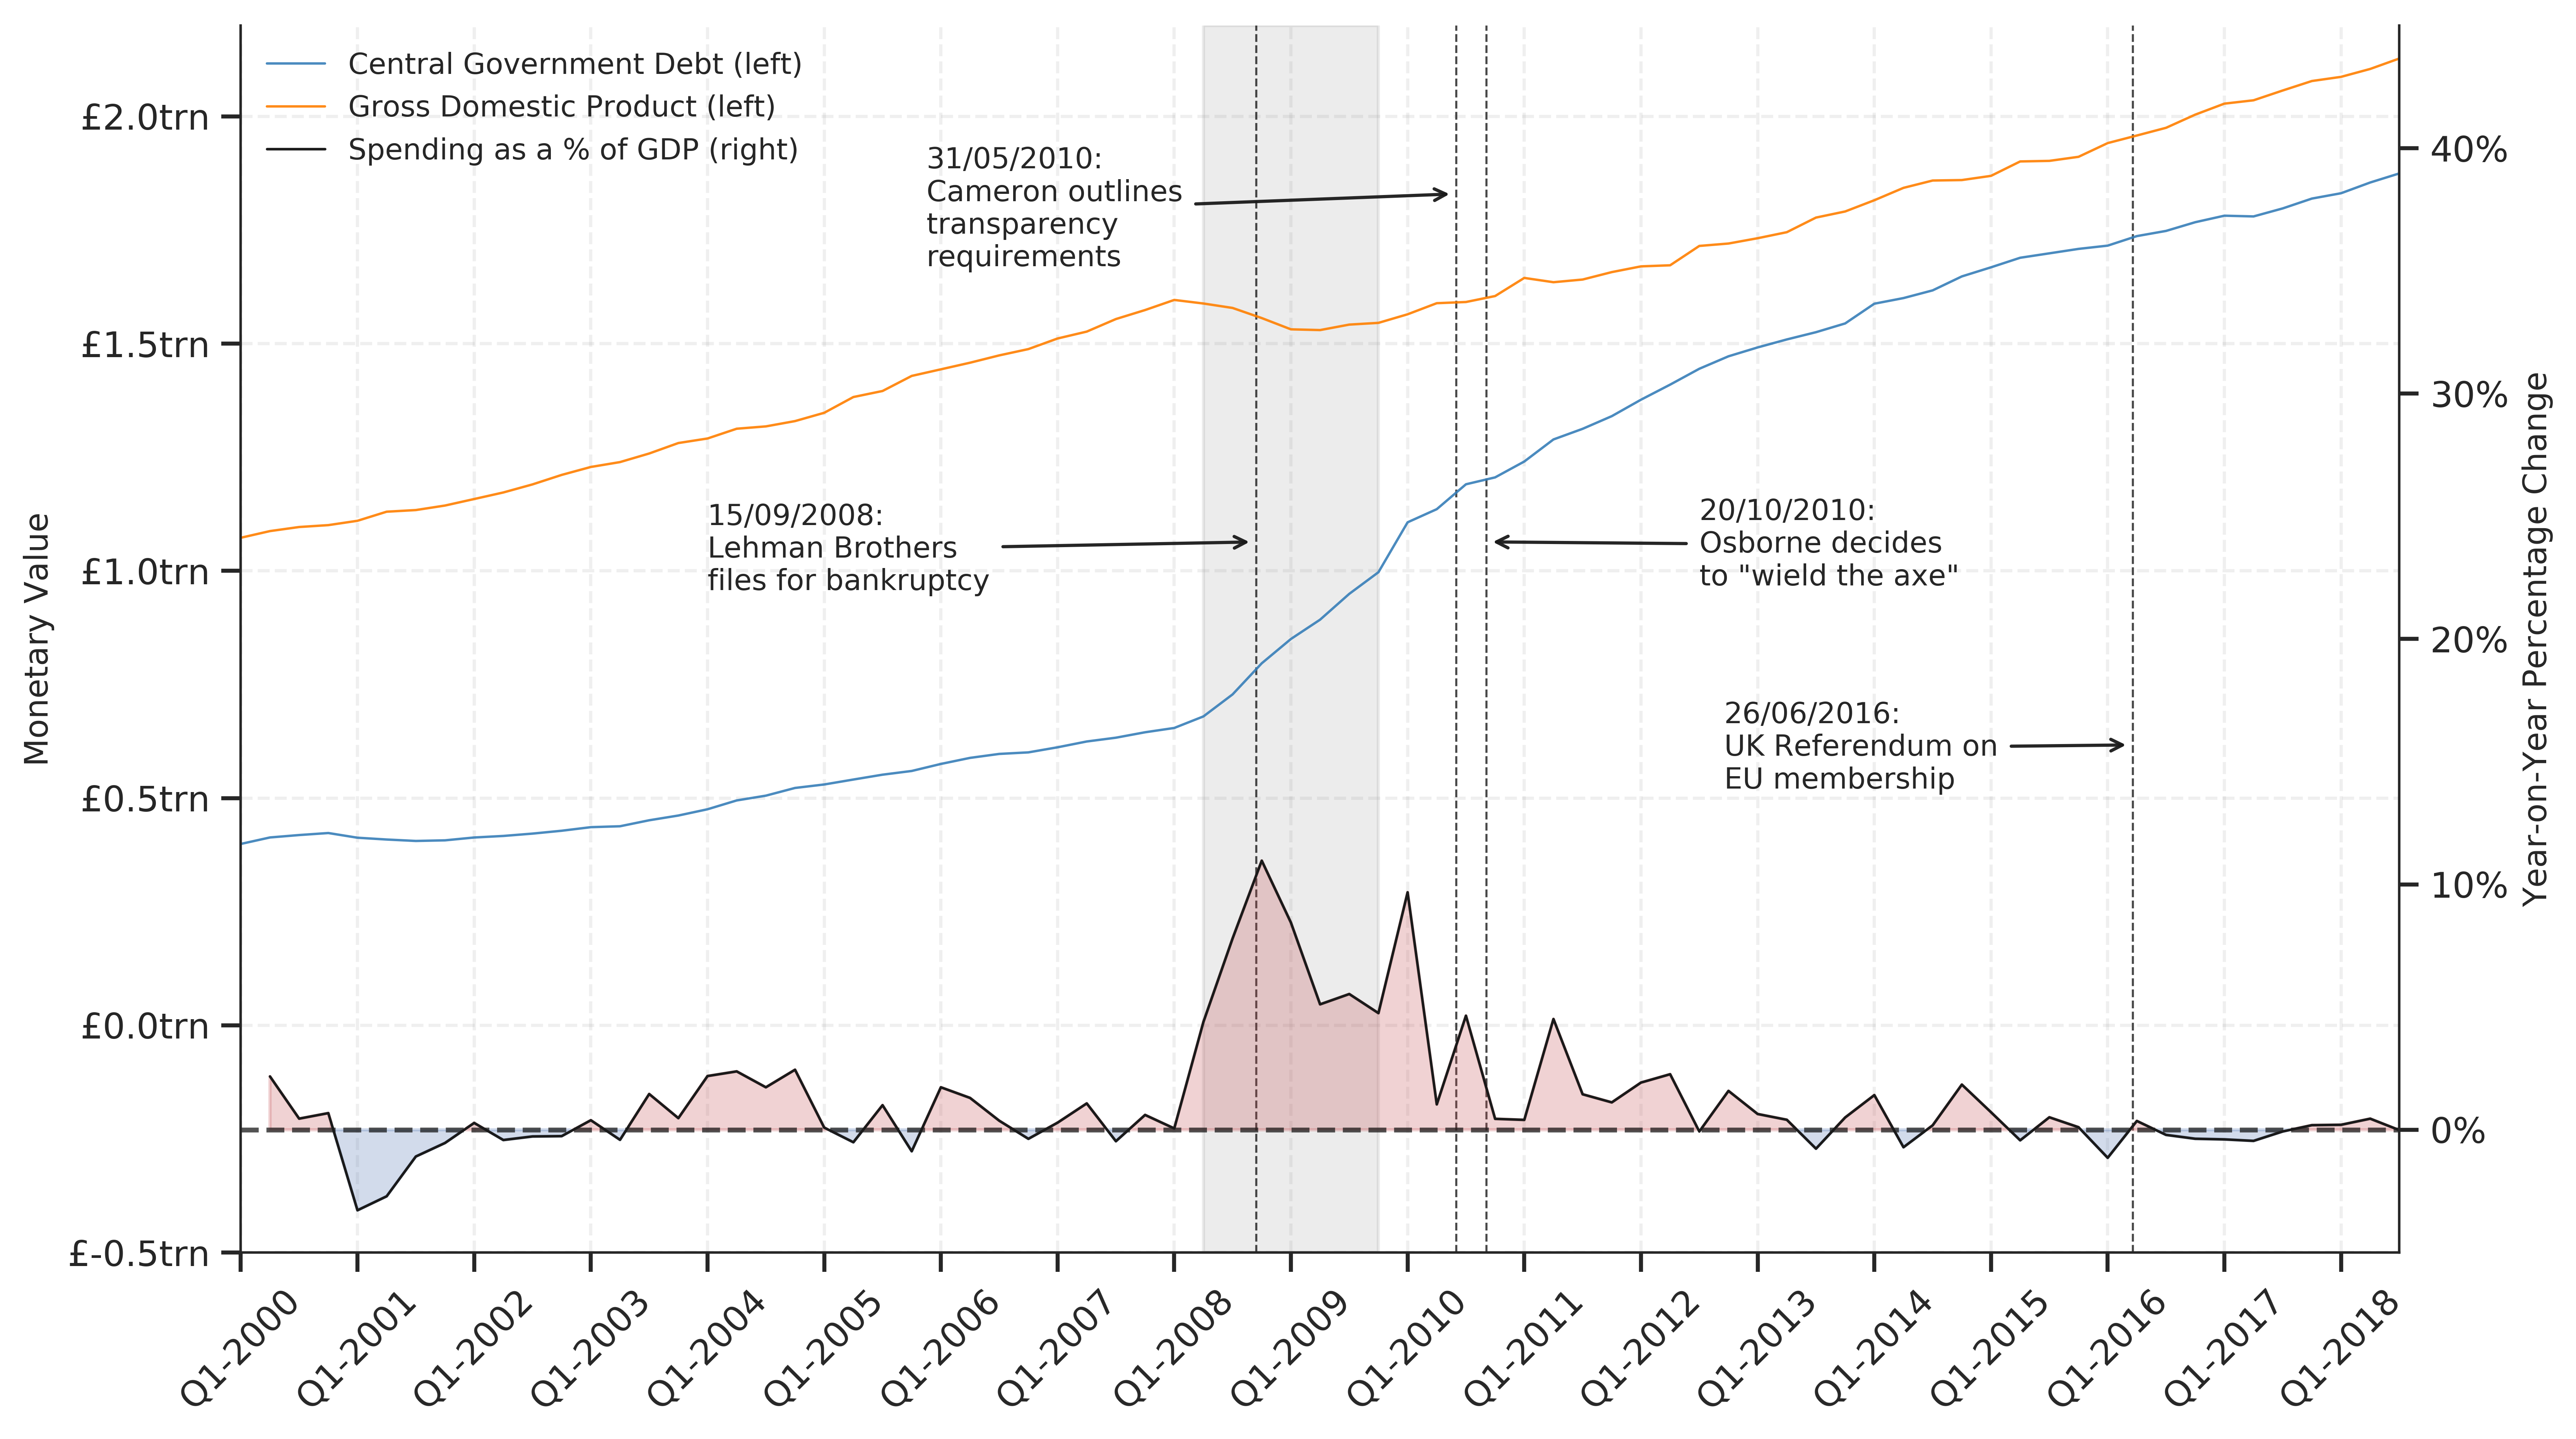 Central Government Debt (left)
Gross Domestic Product (left)
Spending as a % of GDP (right)
31/05/2010:
Cameron outlines
transparency
requirements
15/09/2008:
Lehman Brothers
files for bankruptcy
20/10/2010:
Osborne decides
to "wield the axe"
26/06/2016:
UK Referendum on
EU membership
Monetary Value
£2.0trn
£1.5trn
£1.0trn
£0.5trn
£0.0trn
£-0.5trn
40%
30%
20%
10%
0%
Year-on-Year Percentage Change
Q1-2000
Q1-2001
Q1-2002
Q1-2003
Q1-2004
Q1-2005
Q1-2006
Q1-2007
Q1-2008
Q1-2009
Q1-2010
Q1-2011
Q1-2012
Q1-2013
Q1-2014
Q1-2015
Q1-2016
Q1-2017
Q1-2018